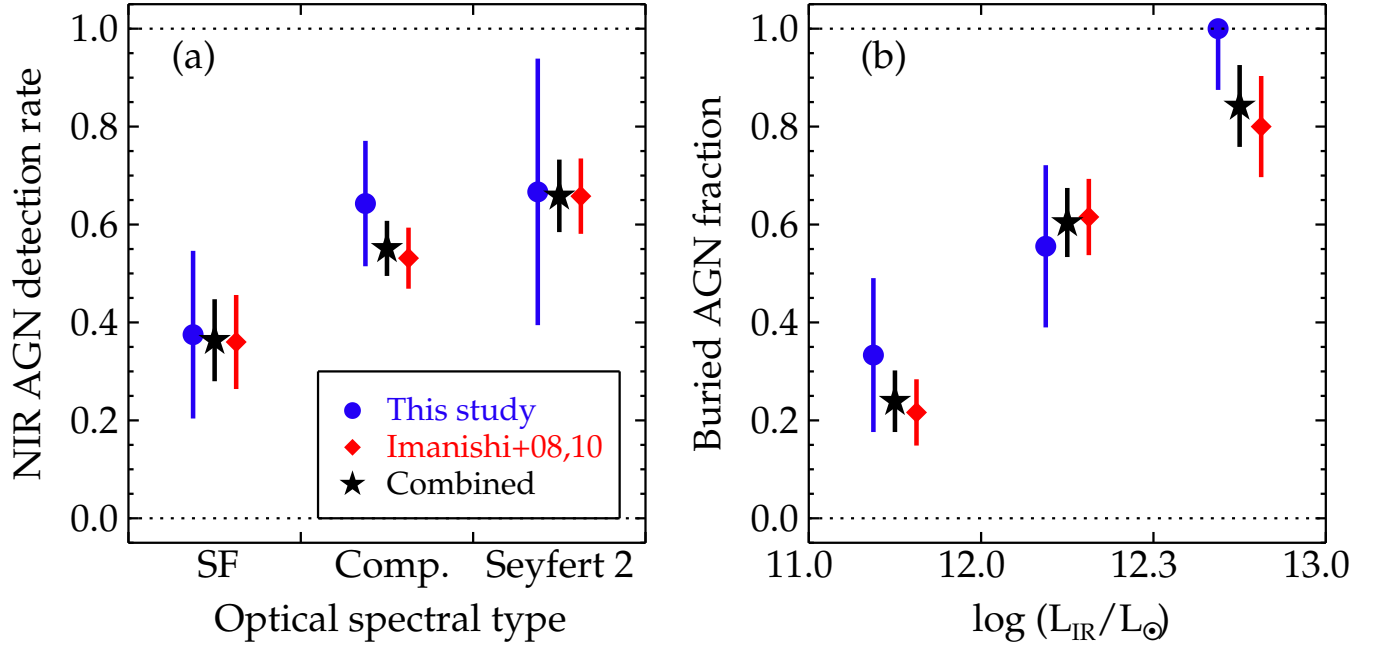 (a)
NIR AGN detection rate
1.0
0.8
0.6
0.4
0.2
0.0
This study
Imanishi+08,10
Combined
SF Comp. Seyfert 2
Optical spectral type
(b)
Buried AGN fraction
1.0
0.8
0.6
0.4
0.2
0.0
11.0 12.0 12.3 13.0
log (L_IR/L_☉)